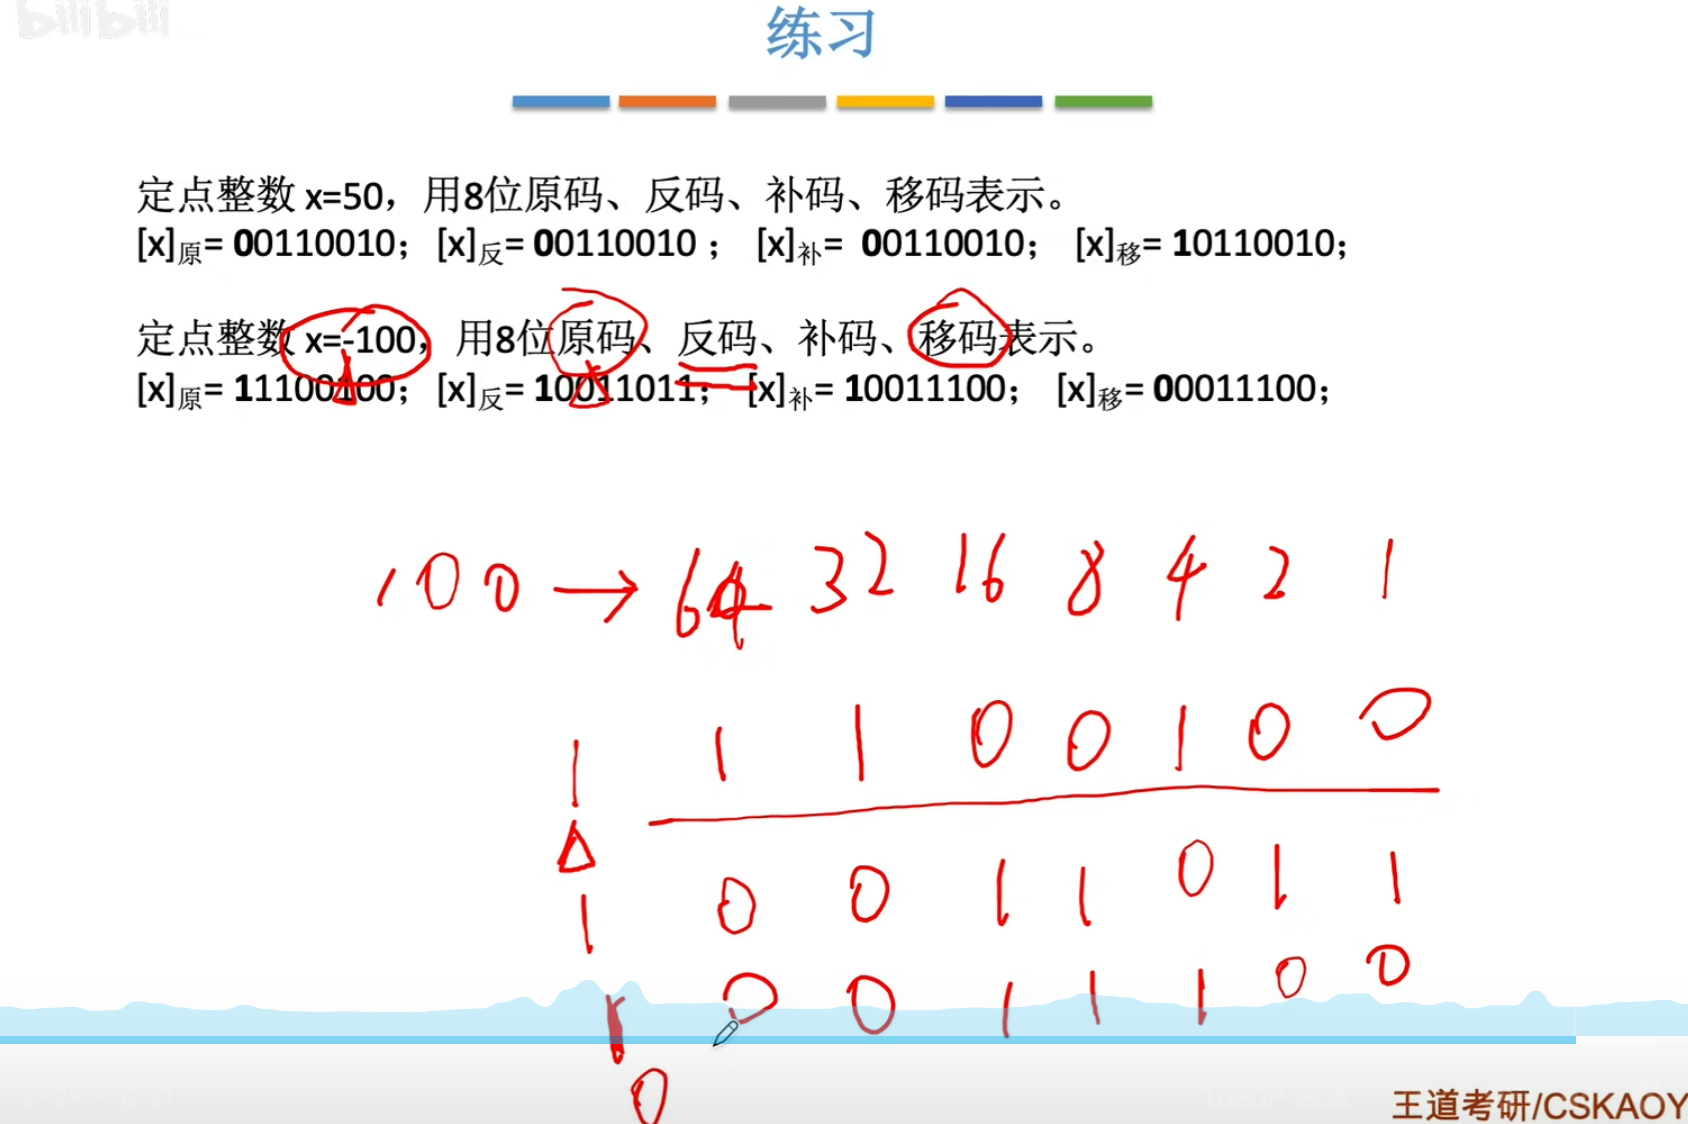 bilibili
练习
定点整数 x=50，用8位原码、反码、补码、移码表示。
[x]原= 00110010； [x]反= 00110010 ； [x]补= 00110010； [x]移= 10110010；
定点整数 x=-100，用8位原码、反码、补码、移码表示。
[x]原= 11100100； [x]反= 10011011； [x]补= 10011100； [x]移= 00011100；
100 → 64 32 16 8 4 2 1
1 1 1 0 0 1 0 0
1 0 0 1 1 0 1 1
1 0 0 1 1 1 0 0
0
王道考研/CSKAOY